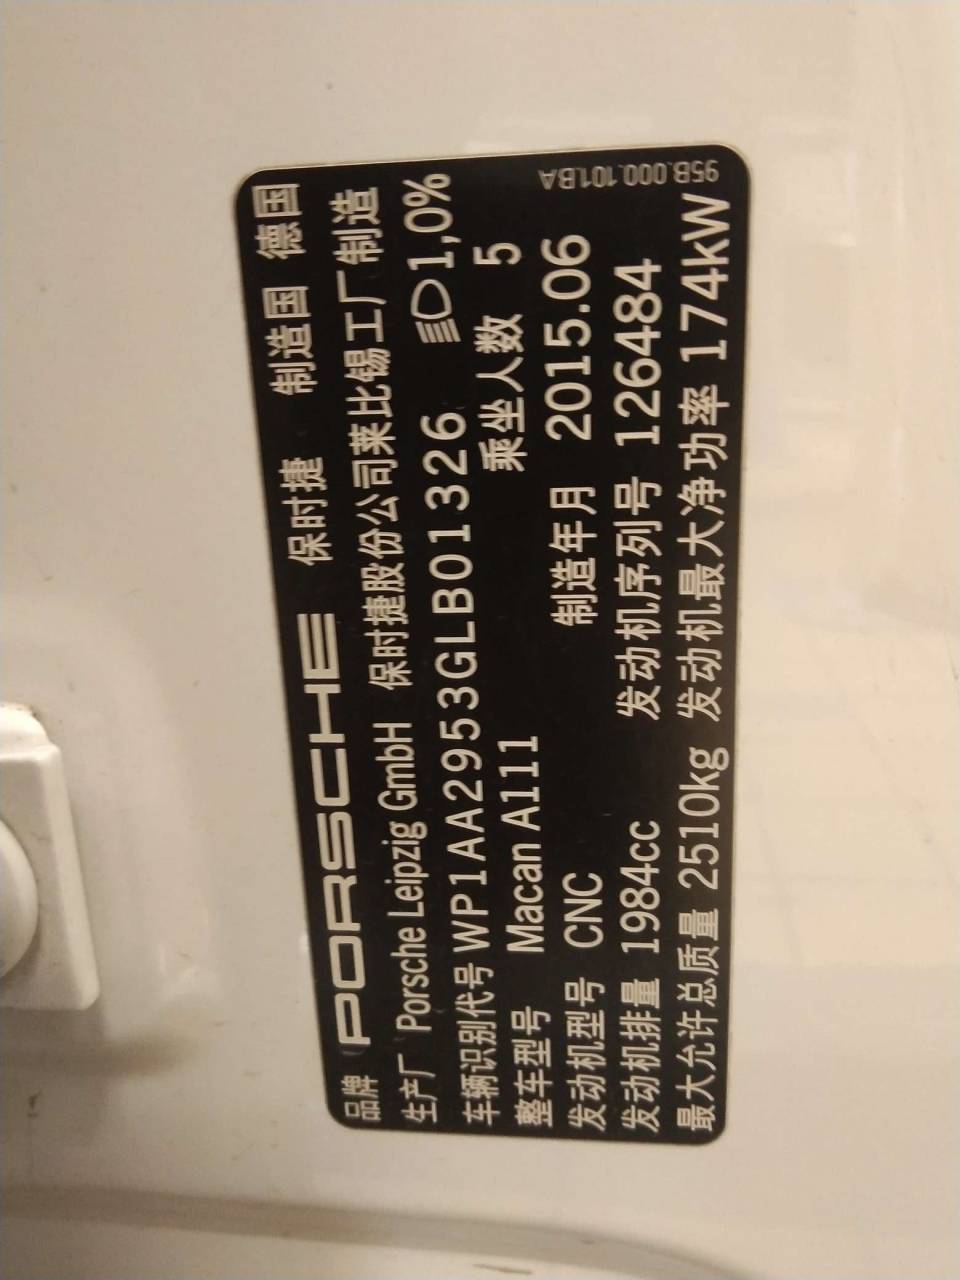 品牌 PORSCHE 保时捷 制造国 德国
生产厂 Porsche Leipzig GmbH 保时捷股份公司莱比锡工厂制造
车辆识别代号 WP1AA2953GLB01326 1,0%
整车型号 Macan A111 乘坐人数 5
发动机型号 CNC 制造年月 2015.06
发动机排量 1984cc 发动机序列号 126484
最大允许总质量 2510kg 发动机最大净功率 174kW
95B.000.101.BA